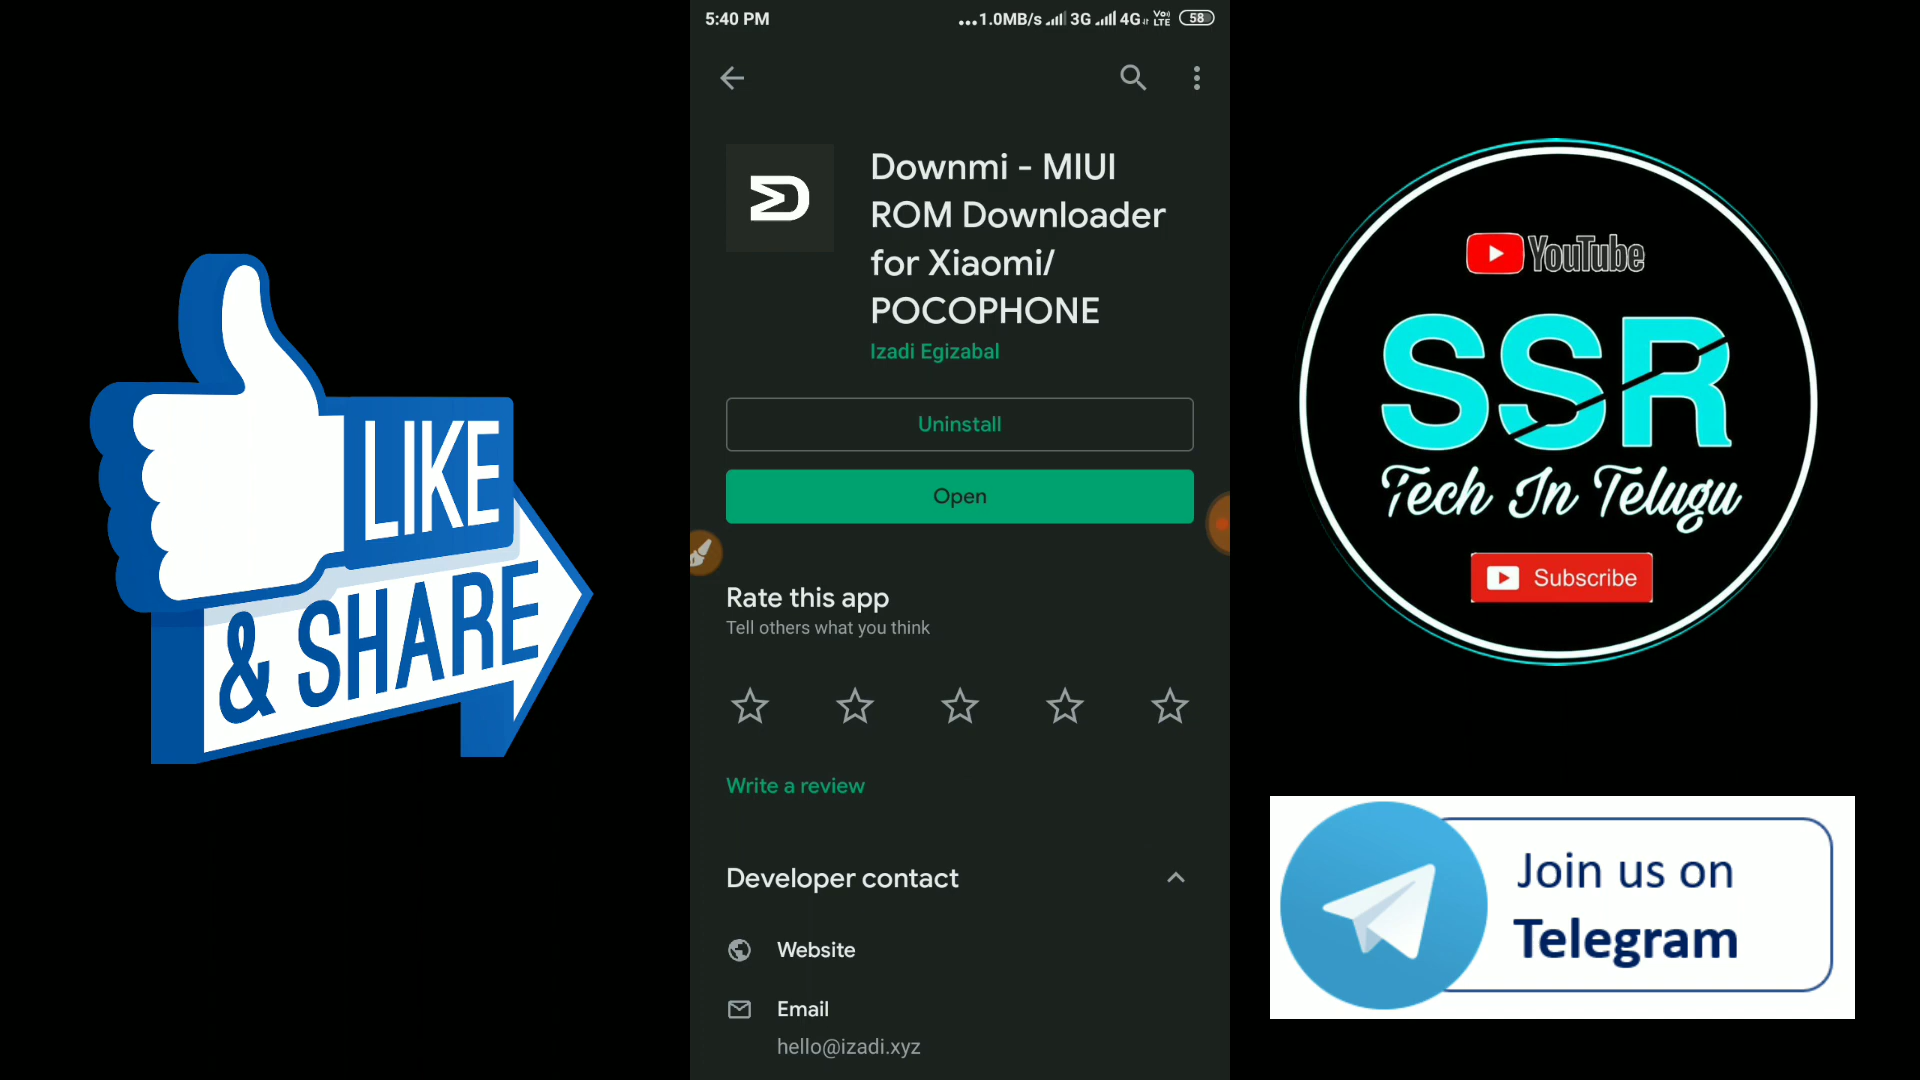 5:40 PM
...1.0MB/s 3G 4G Vo) LTE 58
Downmi - MIUI
ROM Downloader
for Xiaomi/
POCOPHONE
Izadi Egizabal
Uninstall
Open
Rate this app
Tell others what you think
Write a review
Developer contact
Website
Email
hello@izadi.xyz
LIKE
& SHARE
YouTube
SSR
Tech In Telugu
Subscribe
Join us on
Telegram